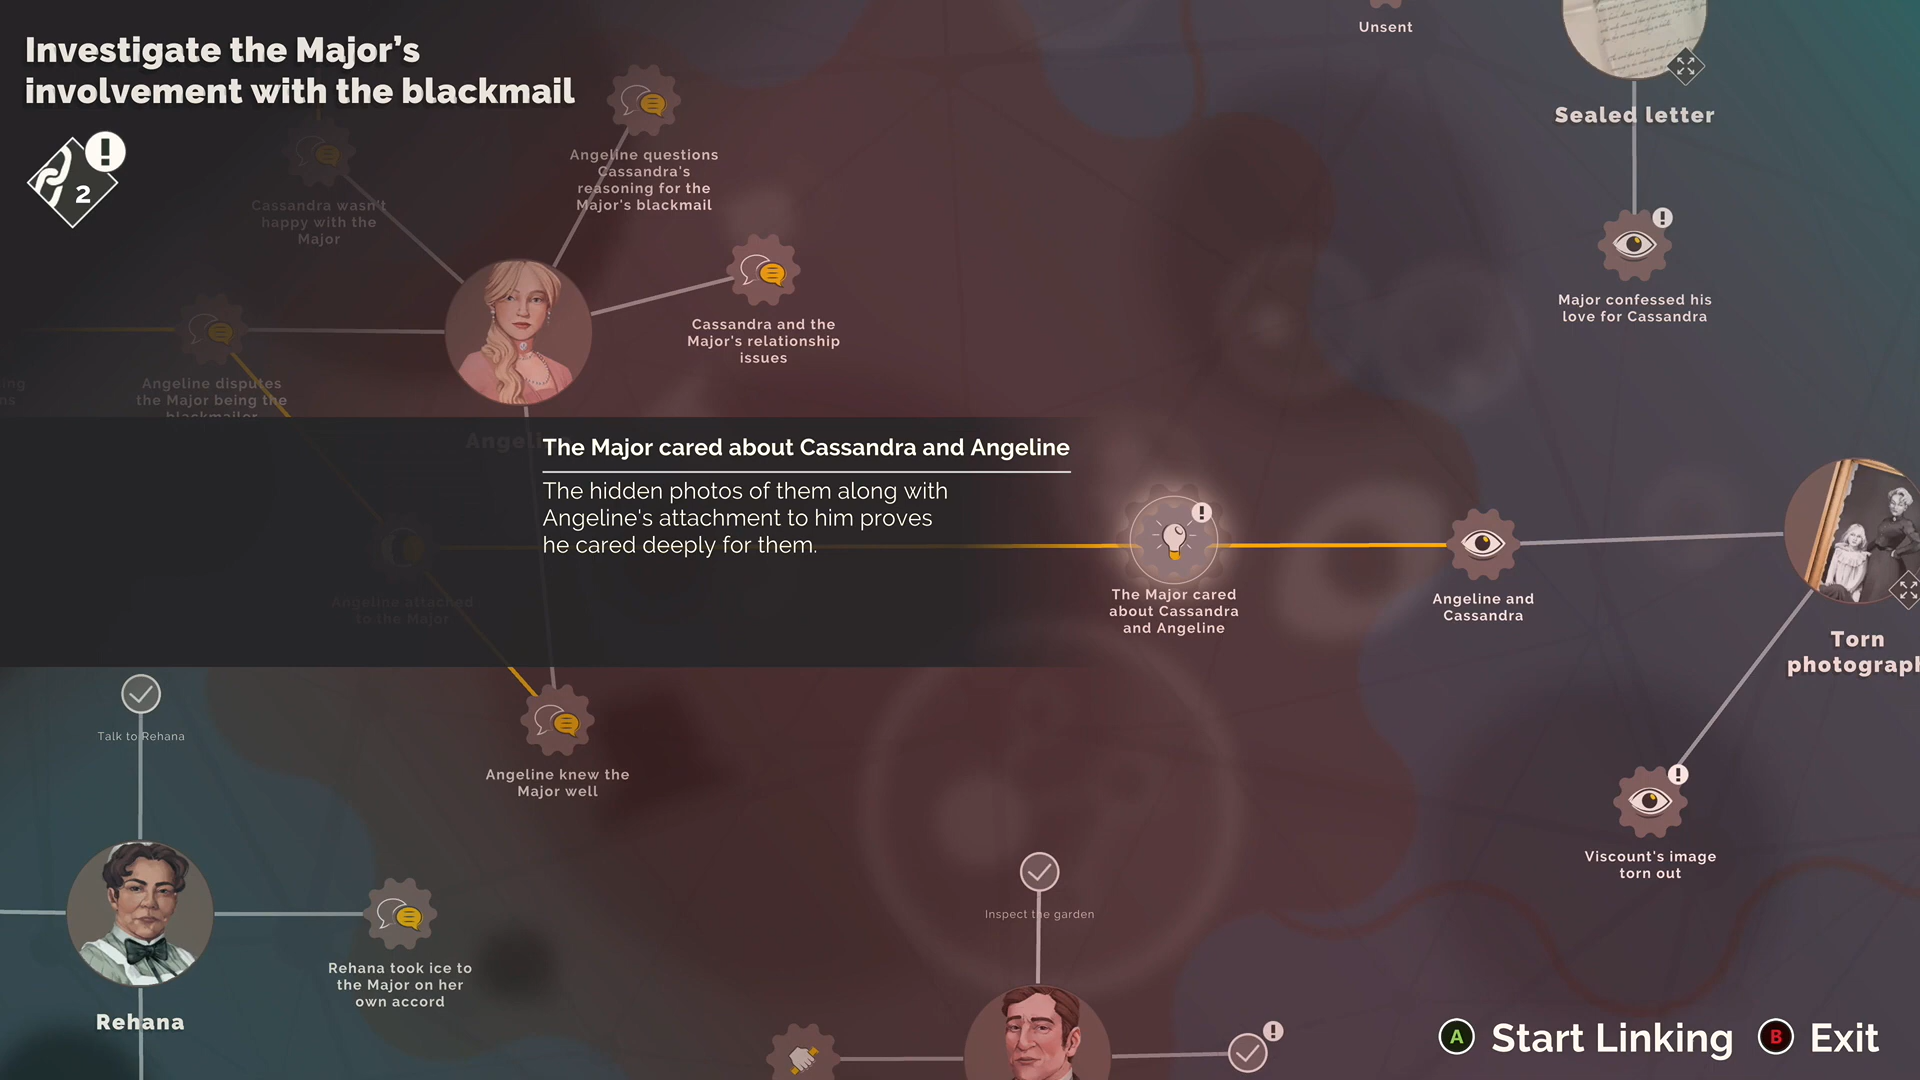 Investigate the Major's
involvement with the blackmail
2
Unsent
Sealed letter
Angeline questions
Cassandra's
reasoning for the
Major's blackmail
Cassandra wasn't
happy with the
Major
Cassandra and the
Major's relationship
issues
Major confessed his
love for Cassandra
Angeline disputes
the Major being the
blackmailer
The Major cared about Cassandra and Angeline
The hidden photos of them along with
Angeline's attachment to him proves
he cared deeply for them.
The Major cared
about Cassandra
and Angeline
Angeline and
Cassandra
Angeline attached
to the Major
Torn
photograph
Talk to Rehana
Angeline knew the
Major well
Viscount's image
torn out
Inspect the garden
Rehana took ice to
the Major on her
own accord
Rehana
A Start Linking B Exit